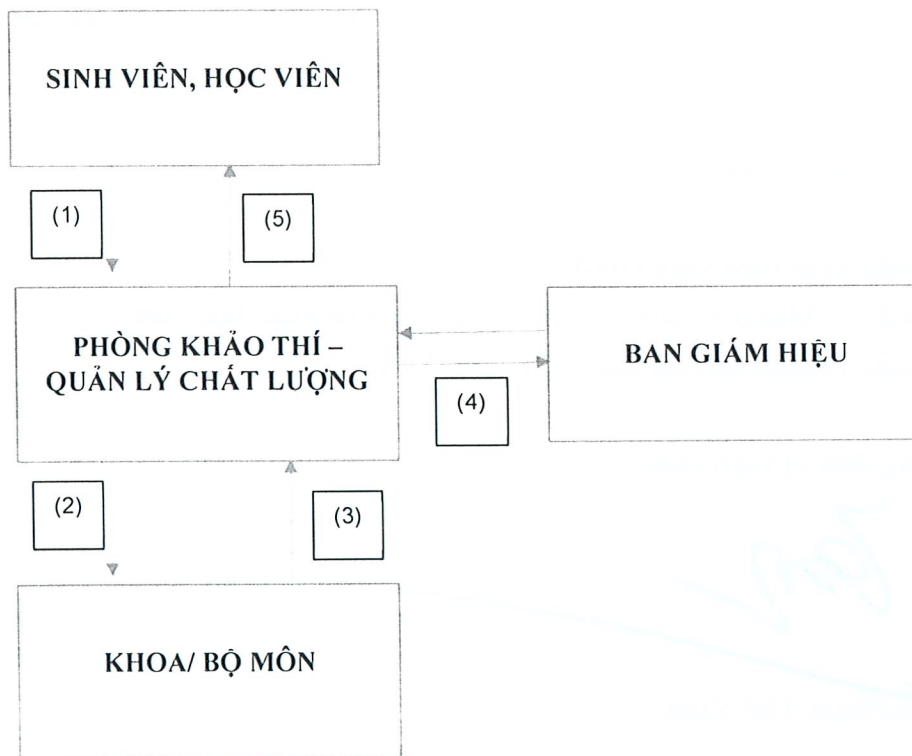 SINH VIÊN, HỌC VIÊN
(1)
(5)
PHÒNG KHẢO THÍ –
QUẢN LÝ CHẤT LƯỢNG
BAN GIÁM HIỆU
(4)
(2)
(3)
KHOA/ BỘ MÔN